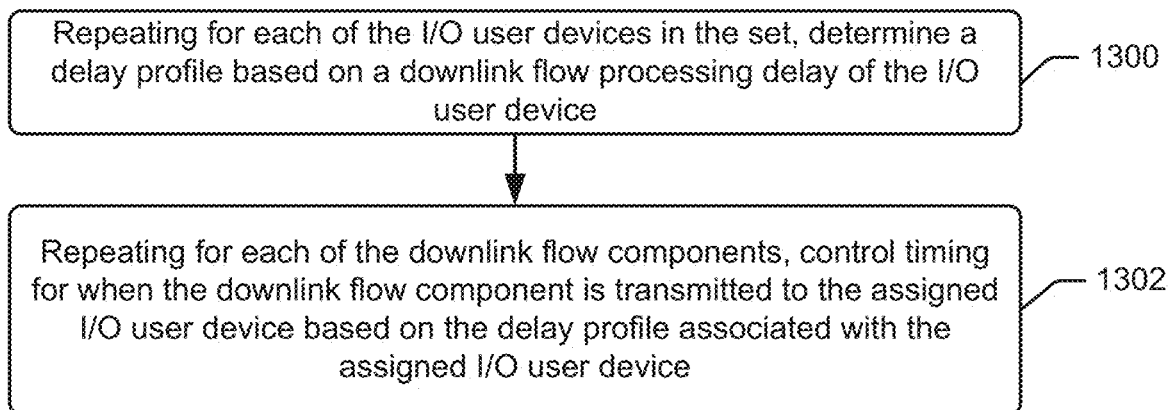 Repeating for each of the I/O user devices in the set, determine a
delay profile based on a downlink flow processing delay of the I/O
user device
1300
Repeating for each of the downlink flow components, control timing
for when the downlink flow component is transmitted to the assigned
I/O user device based on the delay profile associated with the
assigned I/O user device
1302